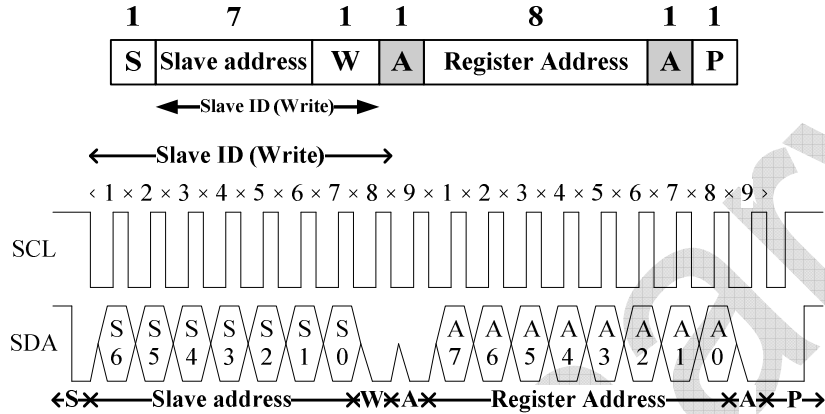 1 7 1 1 8 1 1
S Slave address W A Register Address A P
Slave ID (Write)
Slave ID (Write)
‹ 1 × 2 × 3 × 4 × 5 × 6 × 7 × 8 × 9 × 1 × 2 × 3 × 4 × 5 × 6 × 7 × 8 × 9 ›
SCL
S S S S S S S A A A A A A A A
SDA
6 5 4 3 2 1 0 7 6 5 4 3 2 1 0
S Slave address W A Register Address A P